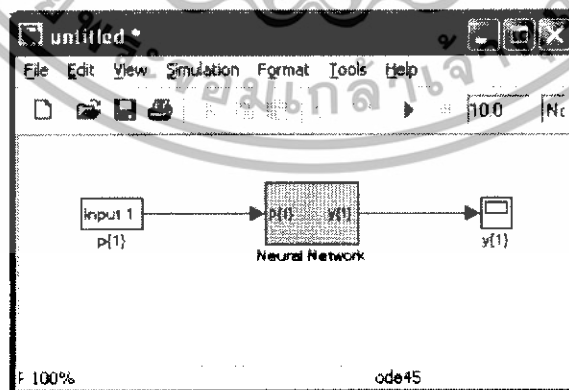 untitled *
File Edit View Simulation Format Tools Help
10.0
Input 1
p{1}
p{1} y{1}
Neural Network
y{1}
100%
ode45